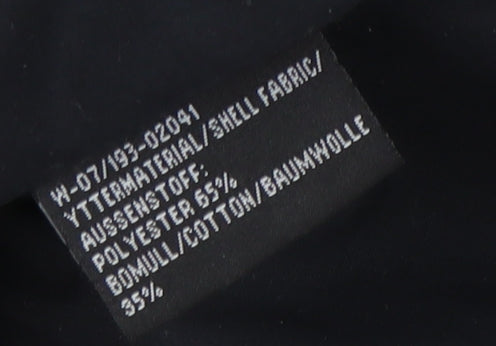 W-07/193-02041
YTTERMATERIAL/SHELL FABRIC/
AUSSENSTOFF:
POLYESTER 65%
BOMULL/COTTON/BAUMWOLLE
35%